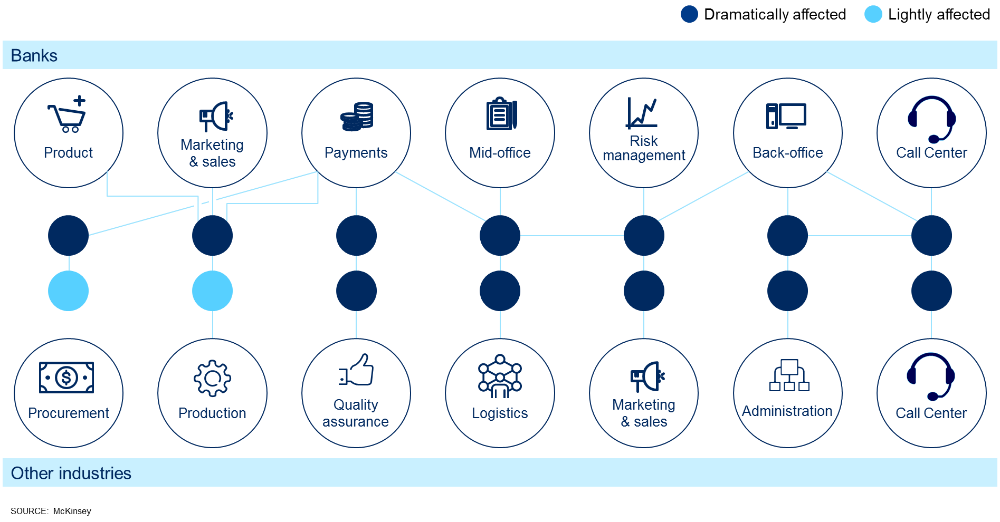 Dramatically affected
Lightly affected
Banks
Product
Marketing
& sales
Payments
Mid-office
Risk
management
Back-office
Call Center
$
Procurement
Production
Quality
assurance
Logistics
Marketing
& sales
Administration
Call Center
Other industries
SOURCE: McKinsey